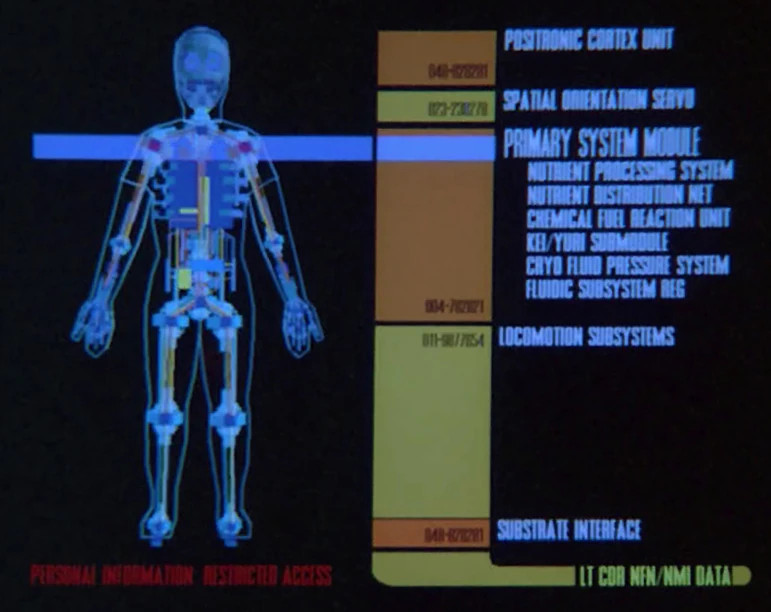 POSITRONIC CORTEX UNIT
SPATIAL ORIENTATION SERVO
PRIMARY SYSTEM MODULE
NUTRIENT PROCESSING SYSTEM
NUTRIENT DISTRIBUTION NET
CHEMICAL FUEL REACTION UNIT
KEI/YURI SUBMODULE
CRYO FLUID PRESSURE SYSTEM
FLUIDIC SUBSYSTEM REG
LOCOMOTION SUBSYSTEMS
SUBSTRATE INTERFACE
PERSONAL INFORMATION RESTRICTED ACCESS
LT CDR NFN/NMI DATA